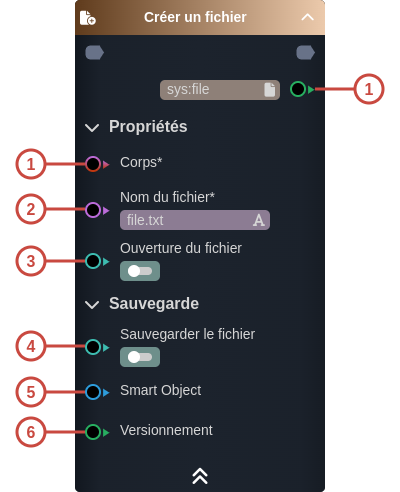 Créer un fichier
sys:file
1
Propriétés
1
Corps*
2
Nom du fichier*
file.txt
3
Ouverture du fichier
Sauvegarde
4
Sauvegarder le fichier
5
Smart Object
6
Versionnement